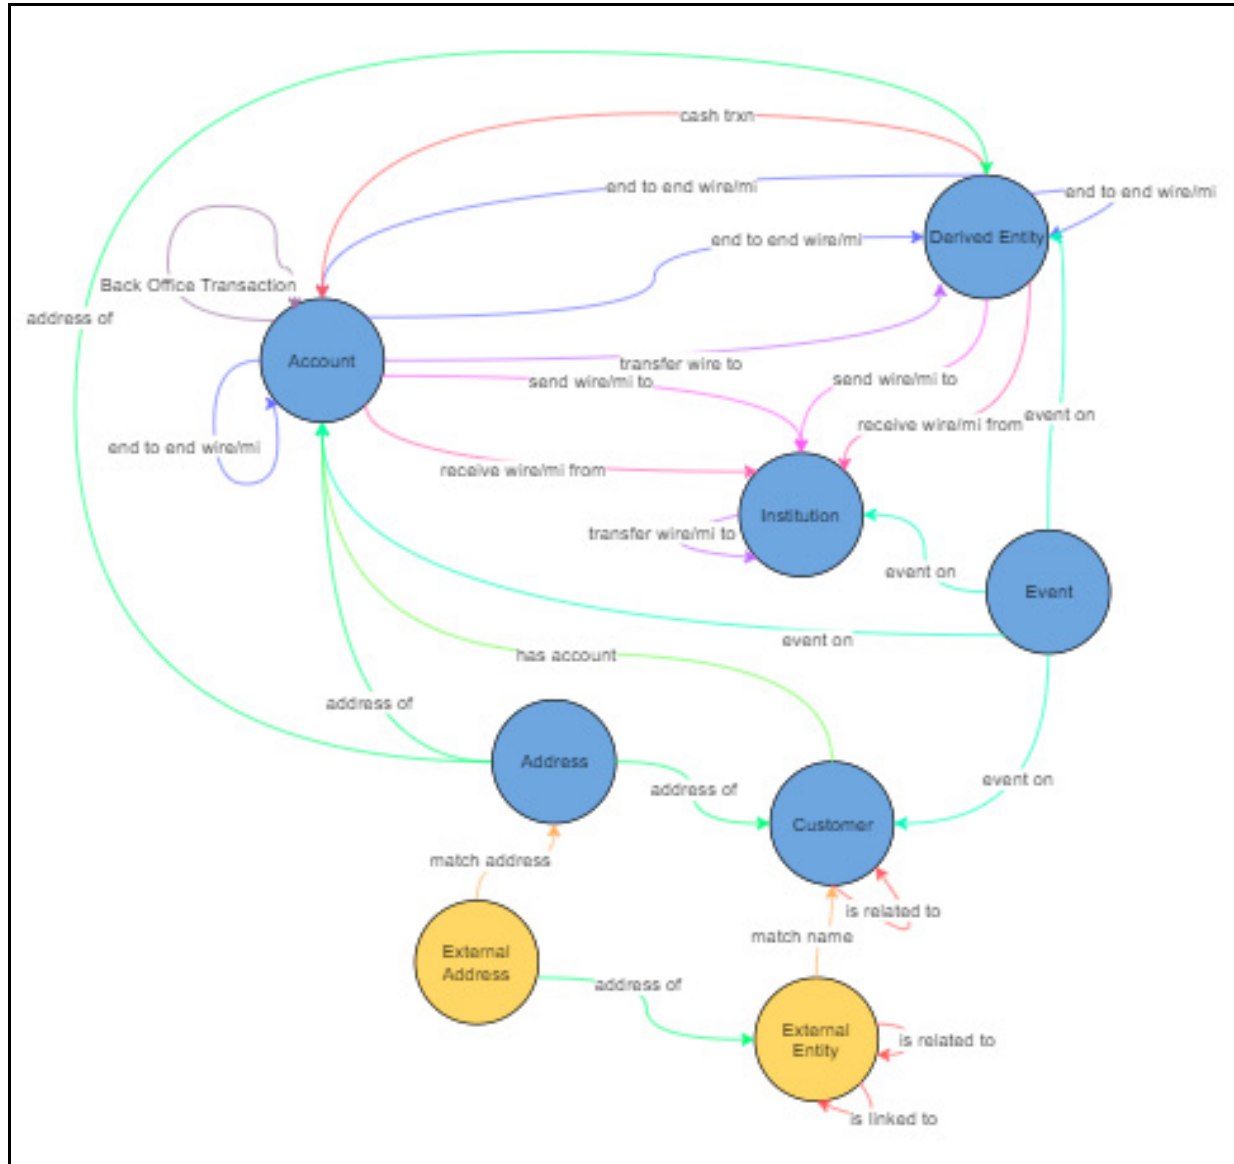 cash trxn
end to end wire/mi
end to end wire/mi
Derived Entity
end to end wire/mi
Back Office Transaction
address of
Account
transfer wire to
send wire/mi to
send wire/mi to
event on
receive wire/mi from
end to end wire/mi
receive wire/mi from
Institution
transfer wire/mi to
event on
Event
event on
has account
address of
Address
event on
address of
Customer
match address
is related to
match name
External
Address
address of
External
Entity
is related to
is linked to